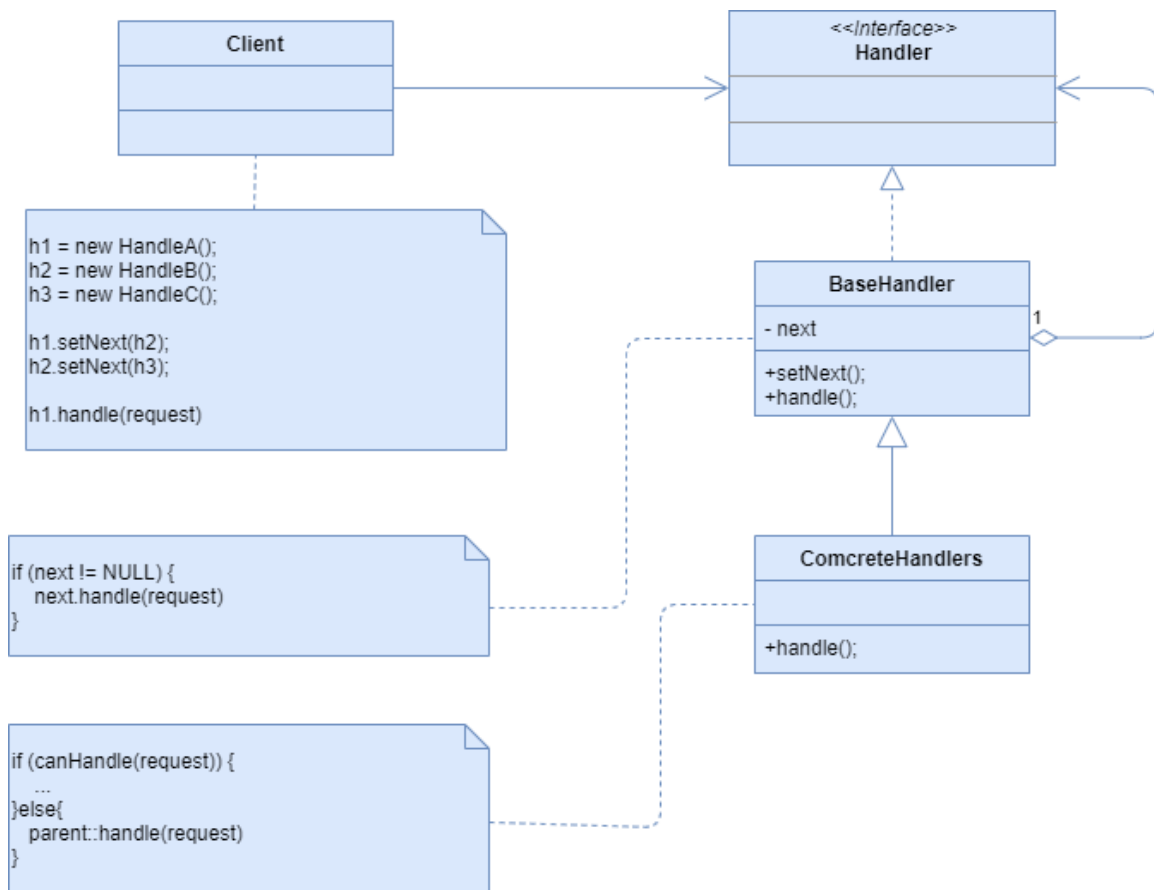 Client
<<Interface>>
Handler
h1 = new HandleA();
h2 = new HandleB();
h3 = new HandleC();
h1.setNext(h2);
h2.setNext(h3);
h1.handle(request)
BaseHandler
- next
1
+setNext();
+handle();
if (next != NULL) {
next.handle(request)
}
ComcreteHandlers
+handle();
if (canHandle(request)) {
...
}else{
parent::handle(request)
}